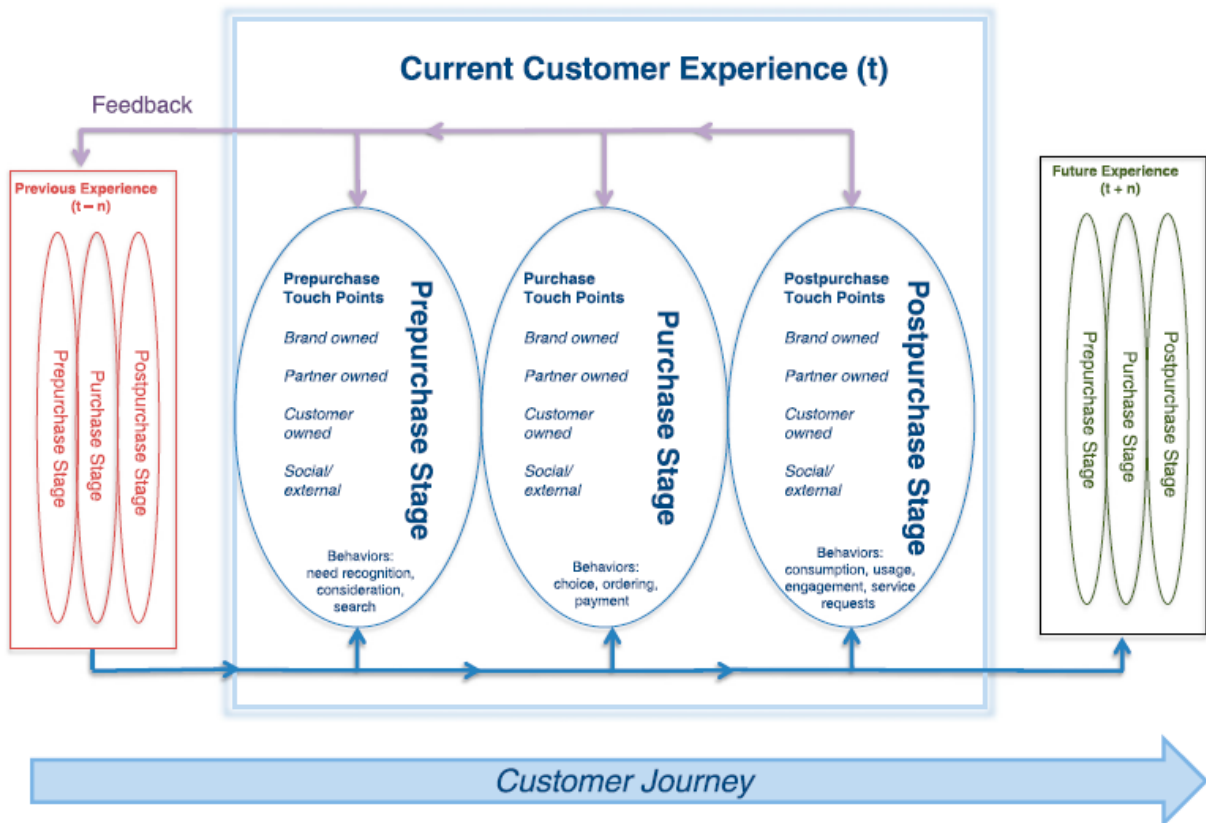 Current Customer Experience (t)
Feedback
Previous Experience
(t – n)
Prepurchase Stage
Purchase Stage
Postpurchase Stage
Prepurchase
Touch Points
Brand owned
Partner owned
Customer
owned
Social/
external
Prepurchase Stage
Behaviors:
need recognition,
consideration,
search
Purchase
Touch Points
Brand owned
Partner owned
Customer
owned
Social/
external
Purchase Stage
Behaviors:
choice, ordering,
payment
Postpurchase
Touch Points
Brand owned
Partner owned
Customer
owned
Social/
external
Postpurchase Stage
Behaviors:
consumption, usage,
engagement, service
requests
Future Experience
(t + n)
Prepurchase Stage
Purchase Stage
Postpurchase Stage
Customer Journey